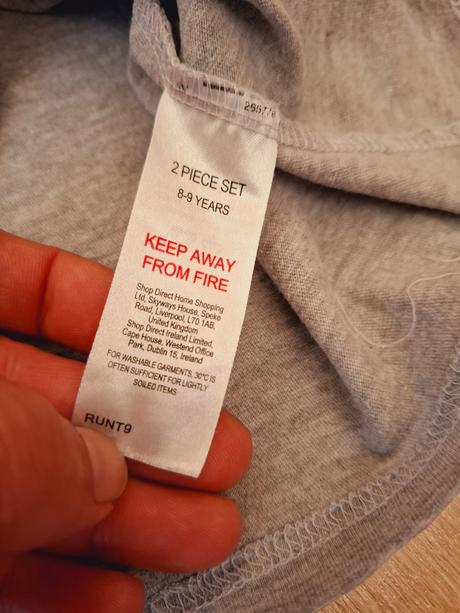 2 PIECE SET
8-9 YEARS
KEEP AWAY
FROM FIRE
Shop Direct Home Shopping
Ltd, Skyways House, Speke
Road, Liverpool, L70 1AB,
United Kingdom
Shop Direct Ireland Limited,
Cape House, Westend Office
Park, Dublin 15, Ireland
FOR WASHABLE GARMENTS, 30°C IS
OFTEN SUFFICIENT FOR LIGHTLY
SOILED ITEMS
RUNT9